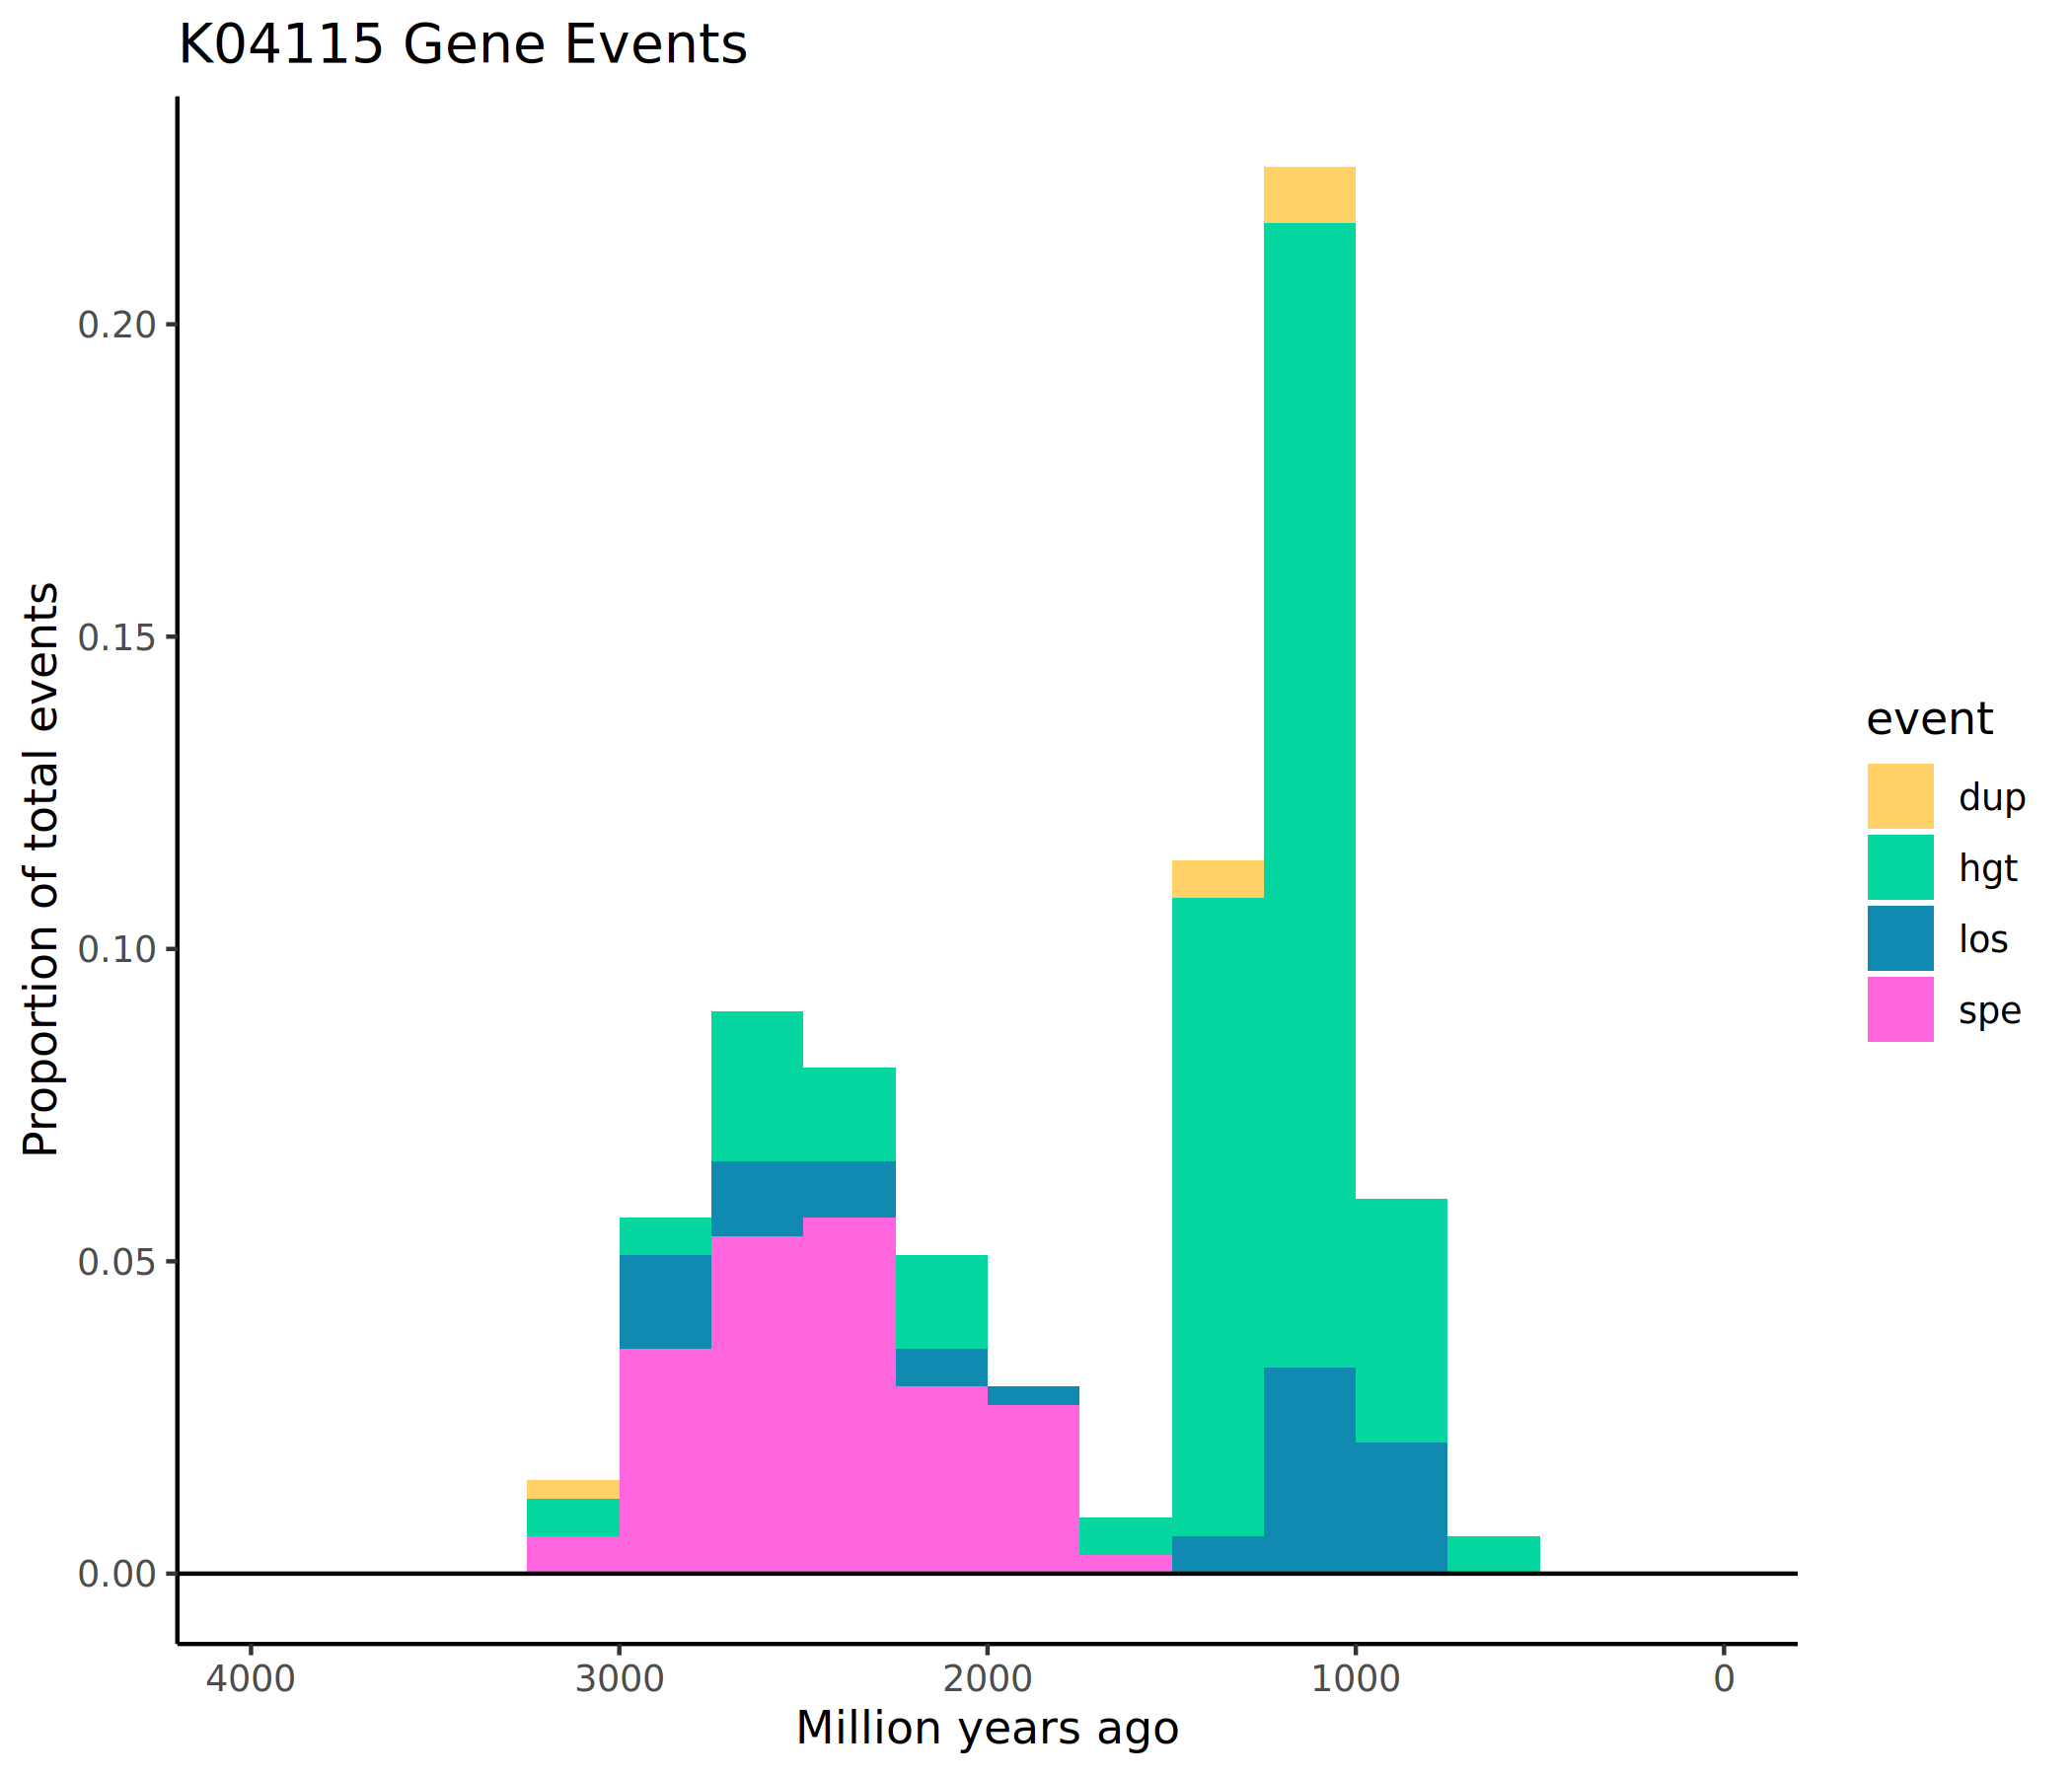 K04115 Gene Events
Proportion of total events
0.20
0.15
0.10
0.05
0.00
4000 3000 2000 1000 0
Million years ago
event
dup
hgt
los
spe